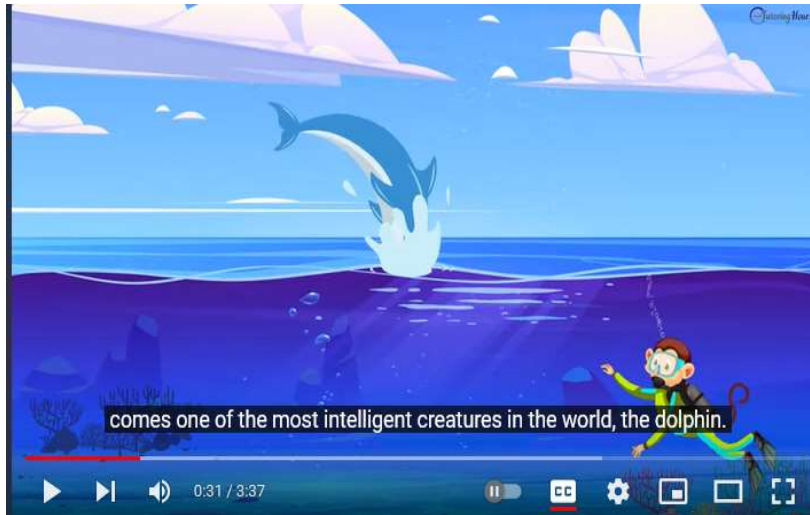 Tutoring Hour
comes one of the most intelligent creatures in the world, the dolphin.
0:31 / 3:37
CC